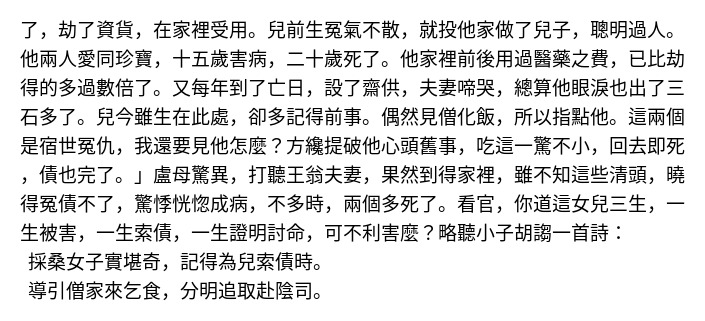 了，劫了資貨，在家裡受用。兒前生冤氣不散，就投他家做了兒子，聰明過人。
他兩人愛同珍寶，十五歲害病，二十歲死了。他家裡前後用過醫藥之費，已比劫
得的多過數倍了。又每年到了亡日，設了齋供，夫妻啼哭，總算他眼淚也出了三
石多了。兒今雖生在此處，卻多記得前事。偶然見僧化飯，所以指點他。這兩個
是宿世冤仇，我還要見他怎麼？方纔提破他心頭舊事，吃這一驚不小，回去即死
，債也完了。」盧母驚異，打聽王翁夫妻，果然到得家裡，雖不知這些清頭，曉
得冤債不了，驚悸恍惚成病，不多時，兩個多死了。看官，你道這女兒三生，一
生被害，一生索債，一生證明討命，可不利害麼？略聽小子胡謅一首詩：
採桑女子實堪奇，記得為兒索債時。
導引僧家來乞食，分明追取赴陰司。